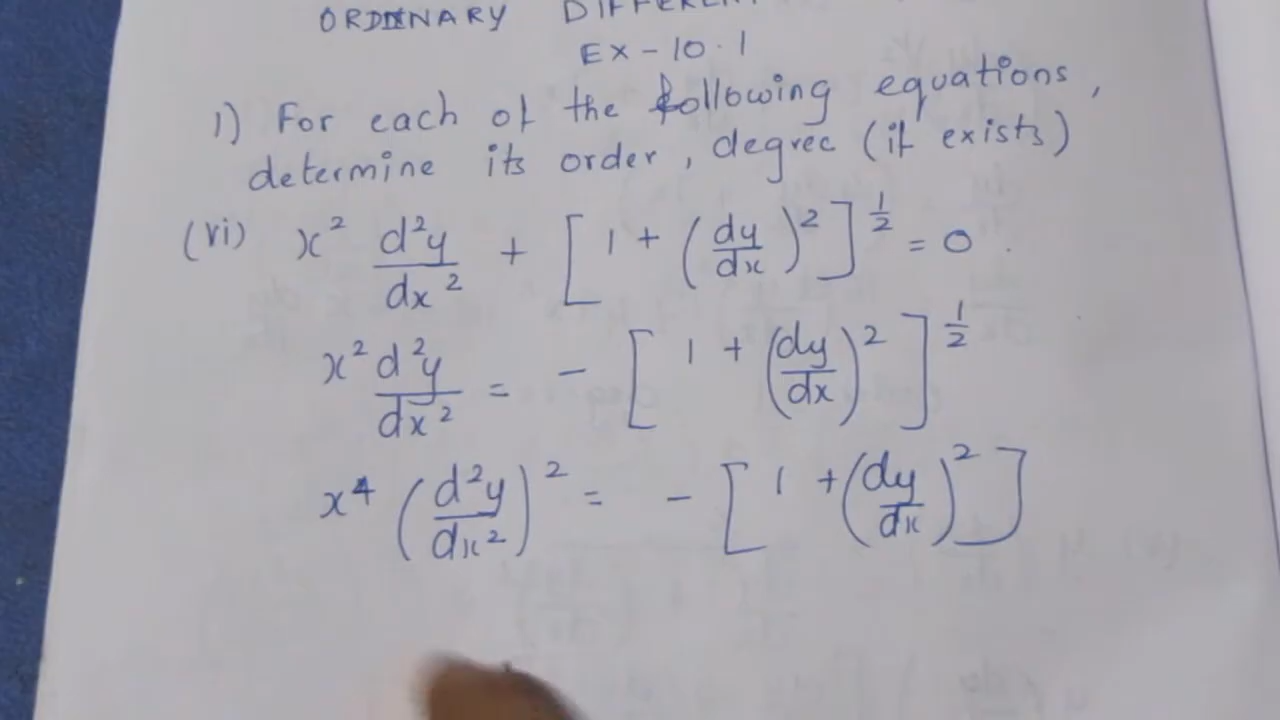 ORDINARY DIFFERENT
EX-10.1
1) For each of the following equations,
determine its order, degree (if exists)
(vi) x² d²y/dx² + [1 + (dy/dx)²]^½ = 0.
x² d²y/dx² = - [1 + (dy/dx)²]^½
x⁴ (d²y/dx²)² = - [1 + (dy/dx)²]